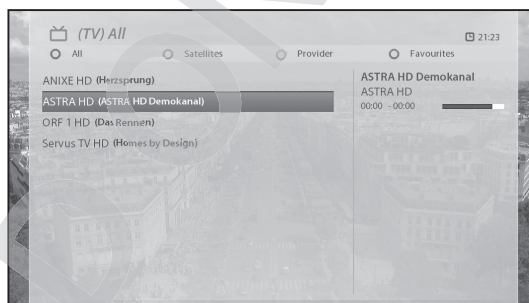 (TV) All
21:23
All Satellites Provider Favourites
ANIXE HD (Herzsprung)
ASTRA HD (ASTRA HD Demokanal)
ORF 1 HD (Das Rennen)
Servus TV HD (Homes by Design)
ASTRA HD Demokanal
ASTRA HD
00:00 - 00:00